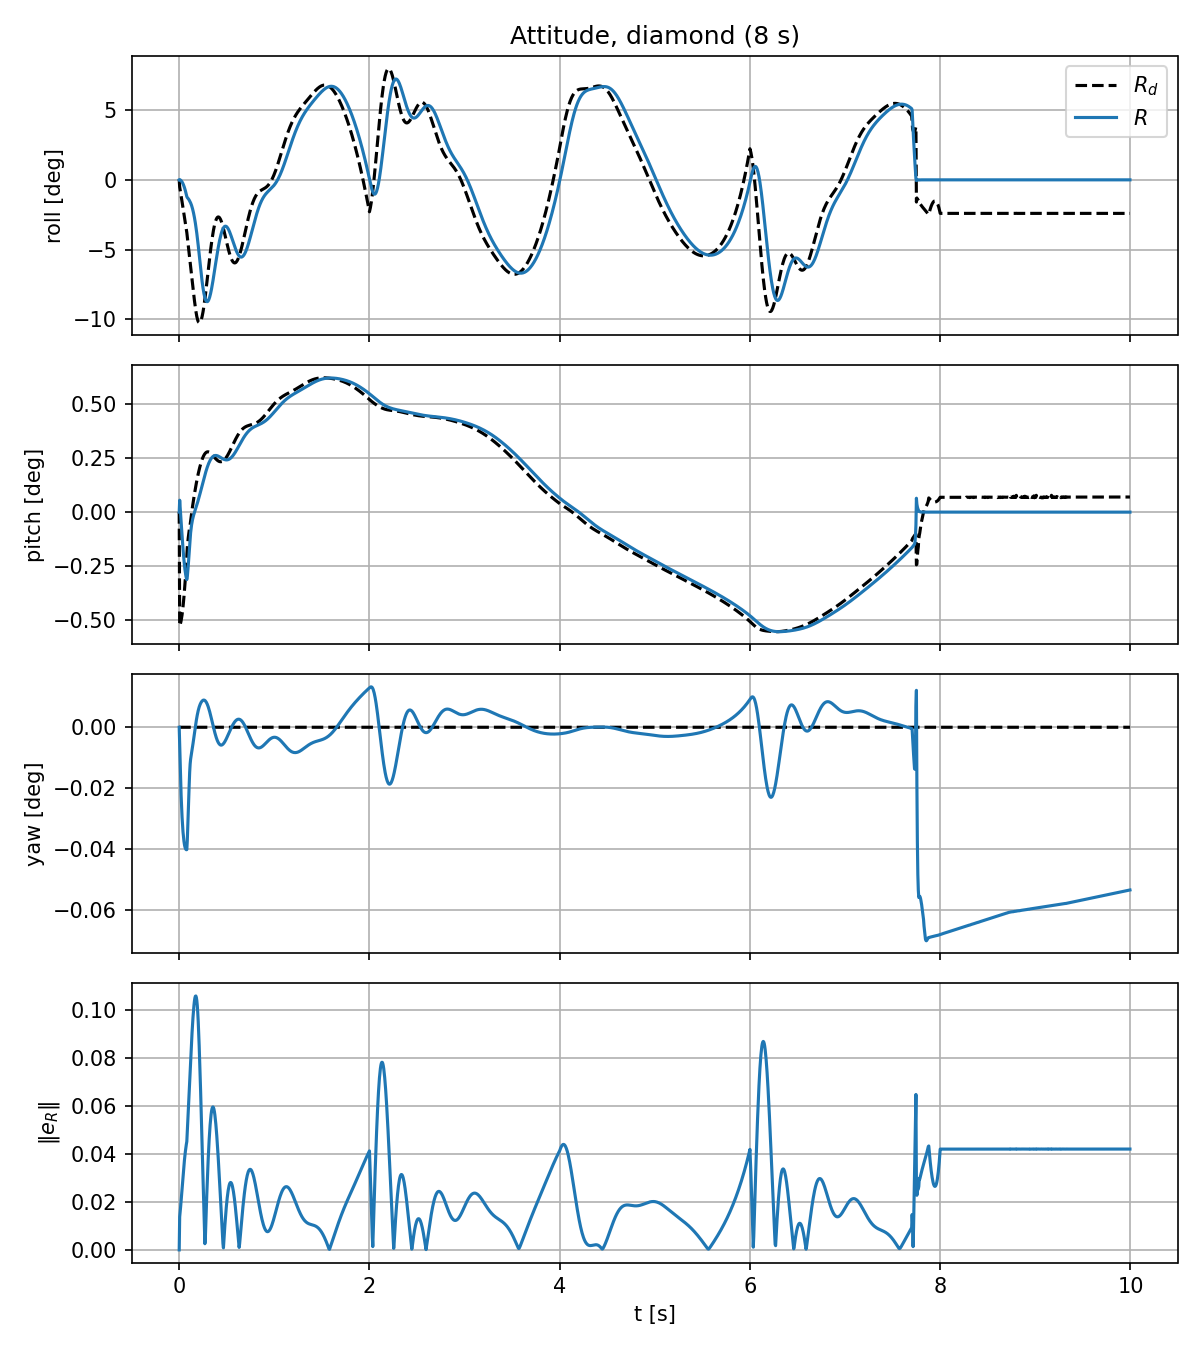 Attitude, diamond (8 s)
R_d
R
roll [deg]
5
0
−5
−10
pitch [deg]
0.50
0.25
0.00
−0.25
−0.50
yaw [deg]
0.00
−0.02
−0.04
−0.06
‖e_R‖
0.10
0.08
0.06
0.04
0.02
0.00
0 2 4 6 8 10
t [s]